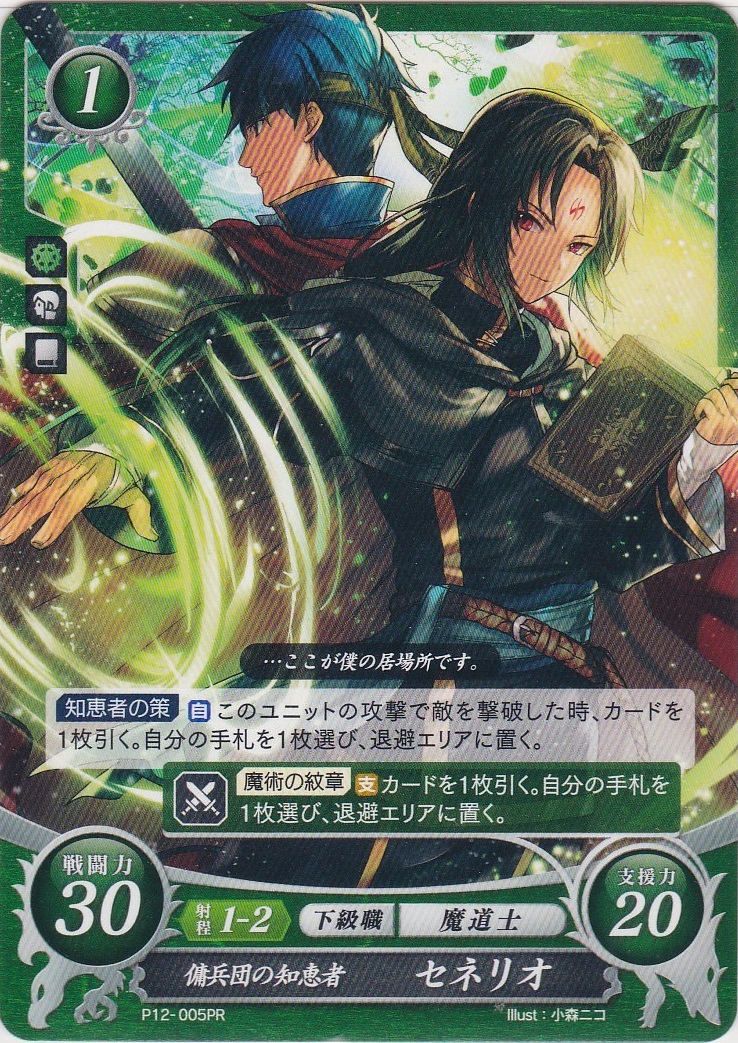 1
…ここが僕の居場所です。
知恵者の策 自 このユニットの攻撃で敵を撃破した時、カードを
1枚引く。自分の手札を1枚選び、退避エリアに置く。
魔術の紋章 支 カードを1枚引く。自分の手札を
1枚選び、退避エリアに置く。
戦闘力
30
射程 1-2
下級職 魔道士
支援力
20
傭兵団の知恵者 セネリオ
P12-005PR
Illust：小森ニコ